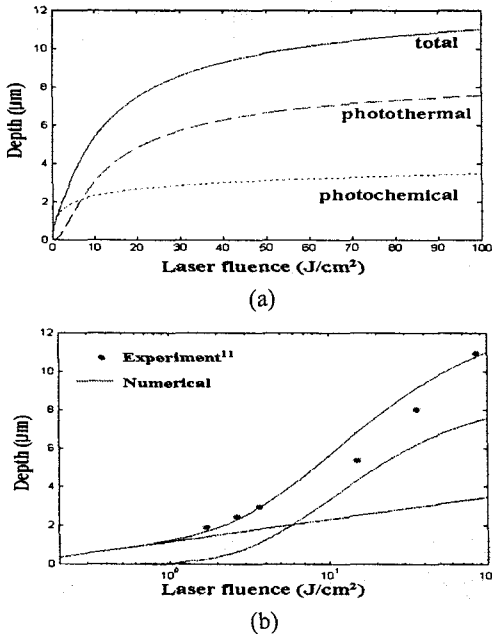 12
10
8
6
4
2
0
Depth (μm)
total
photothermal
photochemical
0 10 20 30 40 50 60 70 80 90 100
Laser fluence (J/cm²)
(a)
12
10
8
6
4
2
0
Depth (μm)
Experiment¹¹
Numerical
10⁰ 10¹ 10
Laser fluence (J/cm²)
(b)